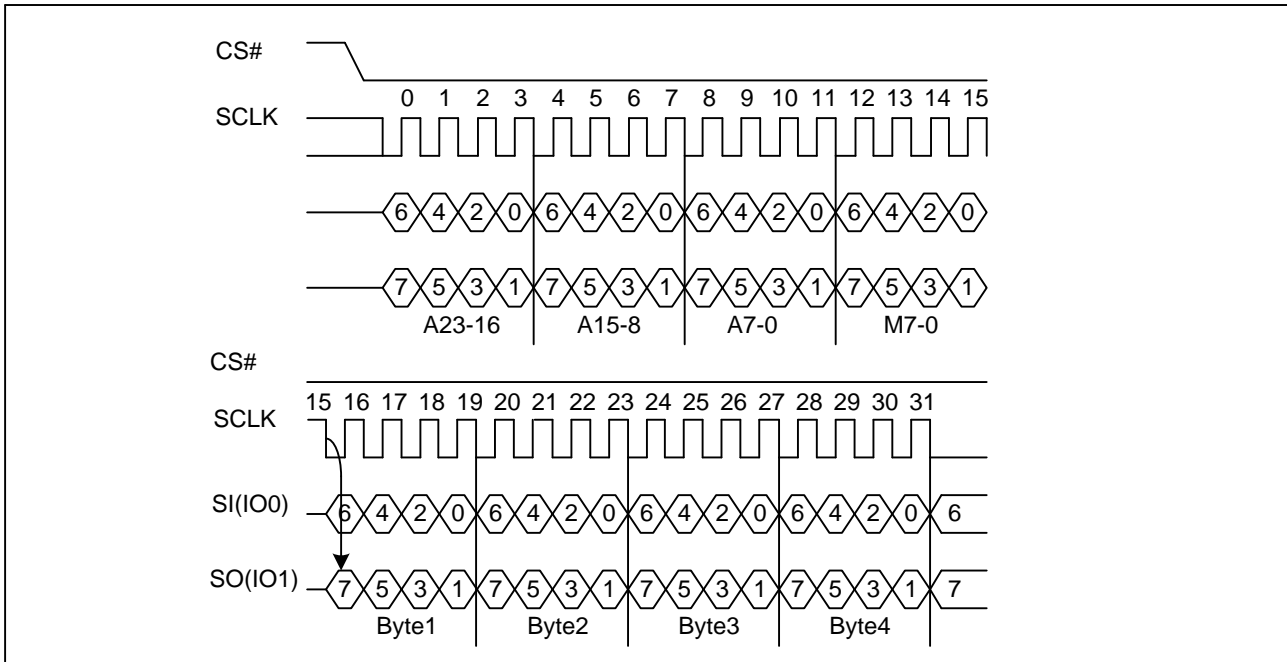 CS#
0 1 2 3 4 5 6 7 8 9 10 11 12 13 14 15
SCLK
6 4 2 0 6 4 2 0 6 4 2 0 6 4 2 0
7 5 3 1 7 5 3 1 7 5 3 1 7 5 3 1
A23-16 A15-8 A7-0 M7-0
CS#
15 16 17 18 19 20 21 22 23 24 25 26 27 28 29 30 31
SCLK
SI(IO0) 6 4 2 0 6 4 2 0 6 4 2 0 6 4 2 0 6
SO(IO1) 7 5 3 1 7 5 3 1 7 5 3 1 7 5 3 1 7
Byte1 Byte2 Byte3 Byte4